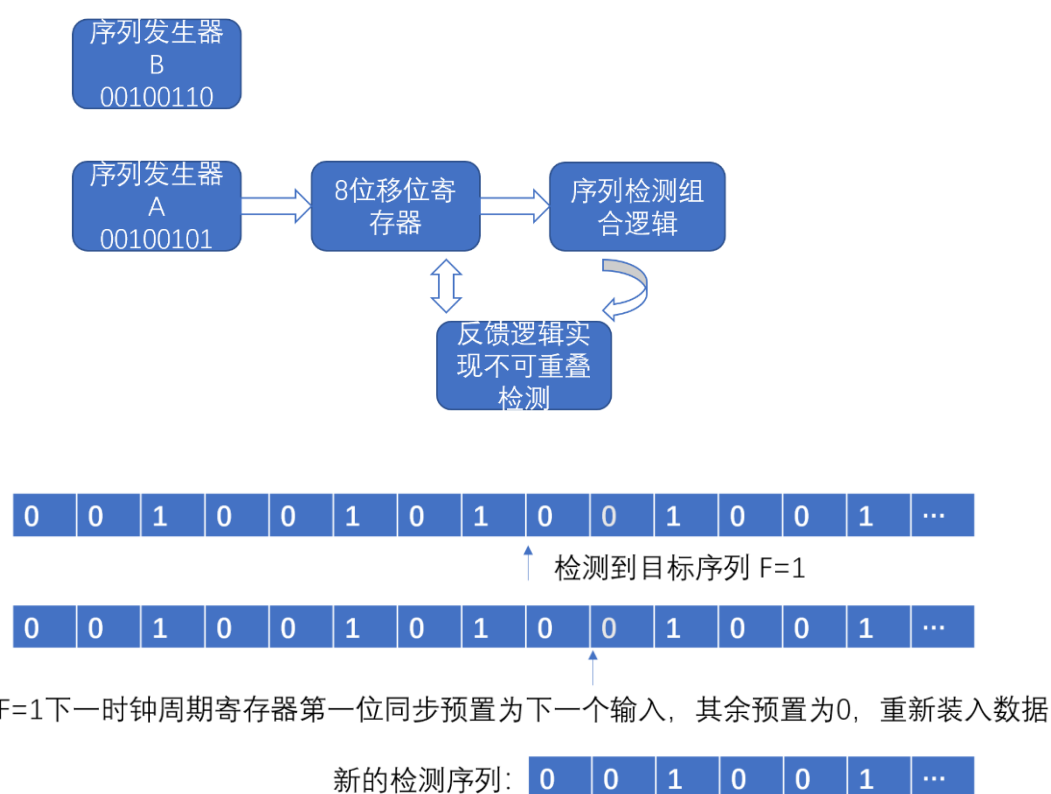 序列发生器
B
00100110
序列发生器
A
00100101
8位移位寄
存器
序列检测组
合逻辑
反馈逻辑实
现不可重叠
检测
0 0 1 0 0 1 0 1 0 0 1 0 0 1 …
检测到目标序列 F=1
0 0 1 0 0 1 0 1 0 0 1 0 0 1 …
F=1下一时钟周期寄存器第一位同步预置为下一个输入，其余预置为0，重新装入数据
新的检测序列： 0 0 1 0 0 1 …